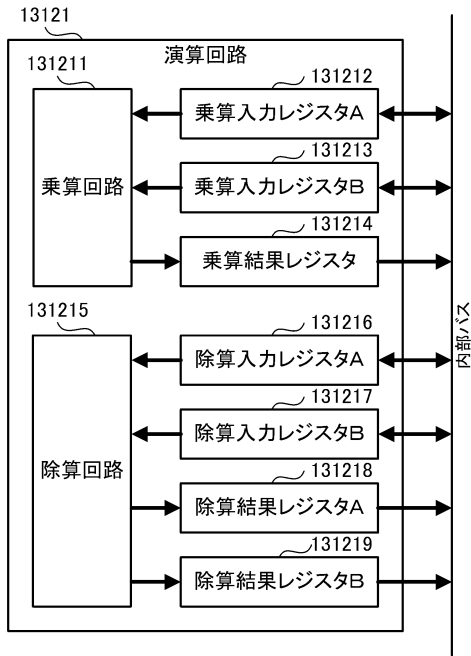 13121
演算回路
131211
乗算回路
131212
乗算入力レジスタA
131213
乗算入力レジスタB
131214
乗算結果レジスタ
131215
除算回路
131216
除算入力レジスタA
131217
除算入力レジスタB
131218
除算結果レジスタA
131219
除算結果レジスタB
内部バス